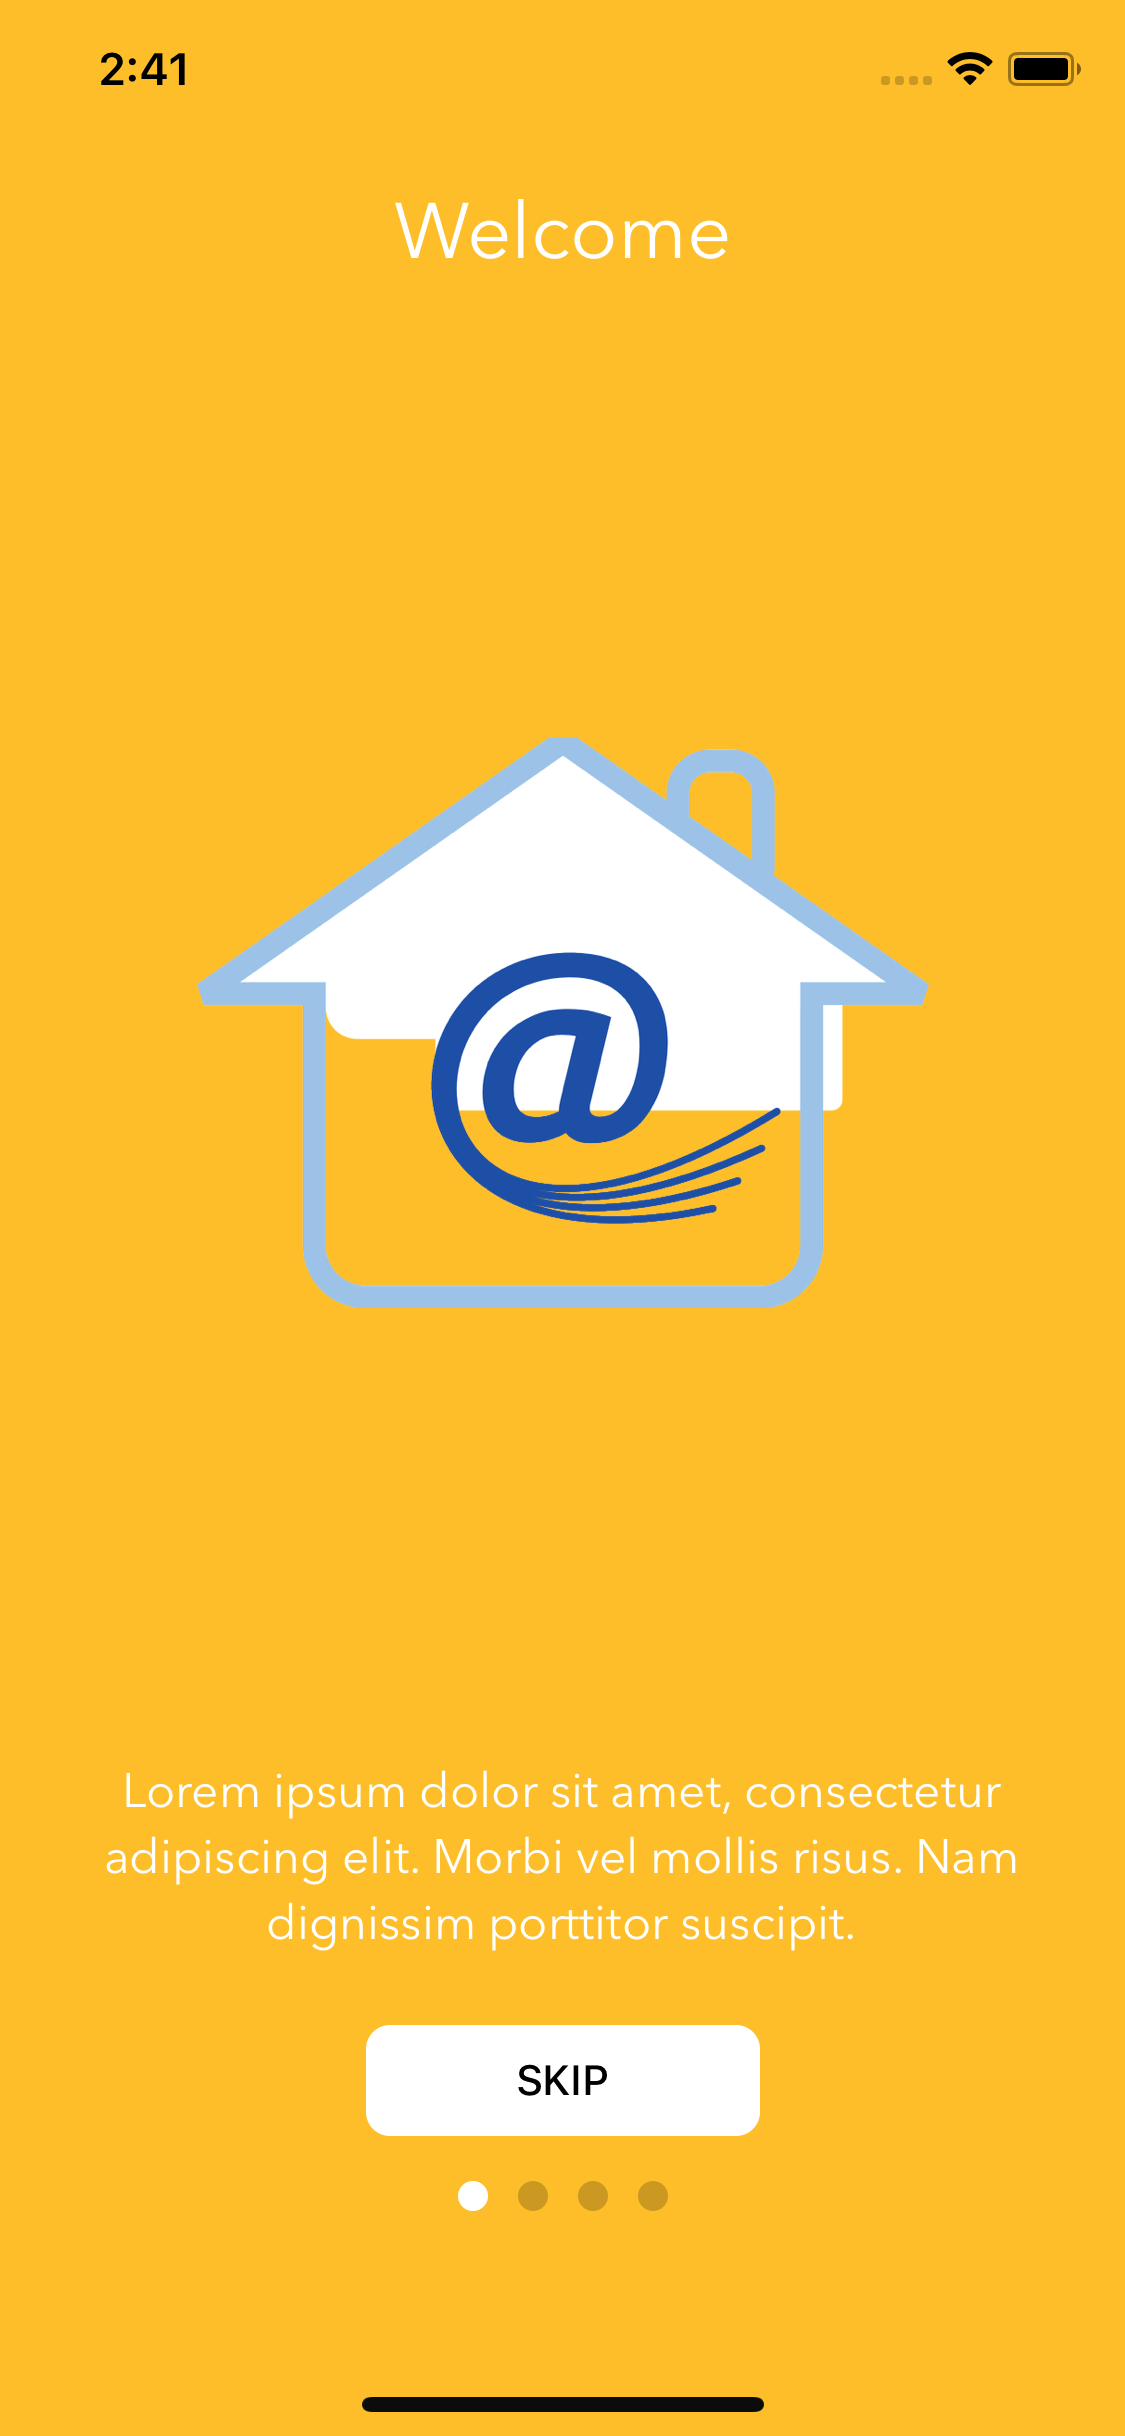 2:41
Welcome
@
Lorem ipsum dolor sit amet, consectetur
adipiscing elit. Morbi vel mollis risus. Nam
dignissim porttitor suscipit.
SKIP